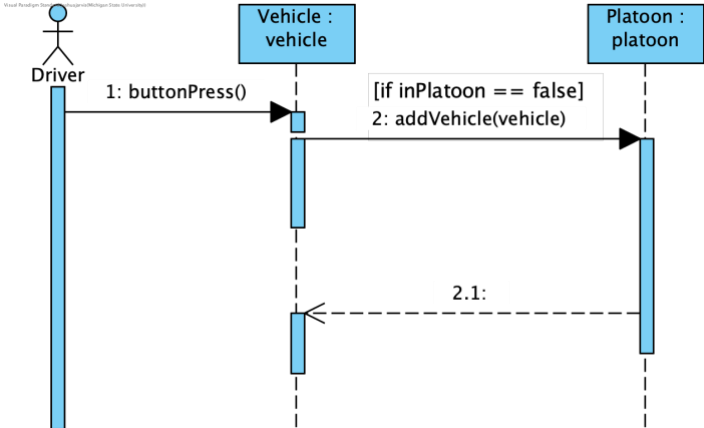 Vehicle :
vehicle
Platoon :
platoon
Driver
1: buttonPress()
[if inPlatoon == false]
2: addVehicle(vehicle)
2.1: